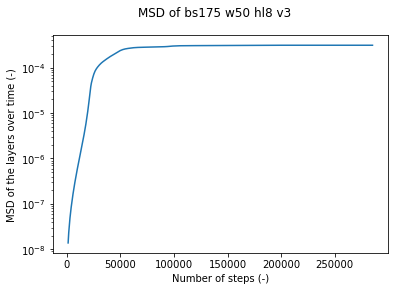 MSD of bs175 w50 hl8 v3
MSD of the layers over time (-)
10⁻⁴
10⁻⁵
10⁻⁶
10⁻⁷
10⁻⁸
0 50000 100000 150000 200000 250000
Number of steps (-)